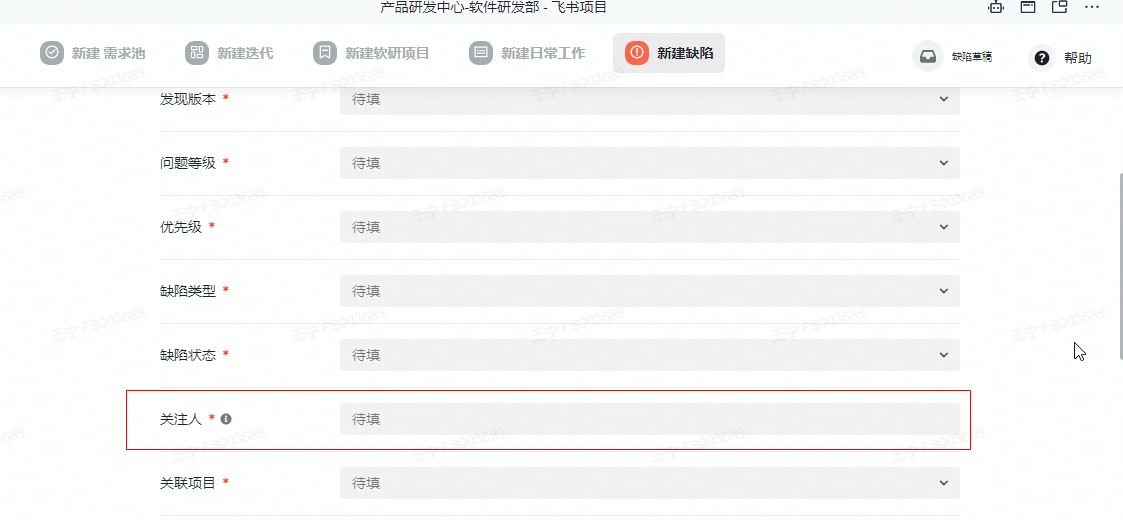 产品研发中心-软件研发部 - 飞书项目
新建 需求池 新建迭代 新建软研项目 新建日常工作 新建缺陷 缺陷草稿 帮助
发现版本 * 待填
问题等级 * 待填
优先级 * 待填
缺陷类型 * 待填
缺陷状态 * 待填
关注人 * 待填
关联项目 * 待填
王宁 FS003689